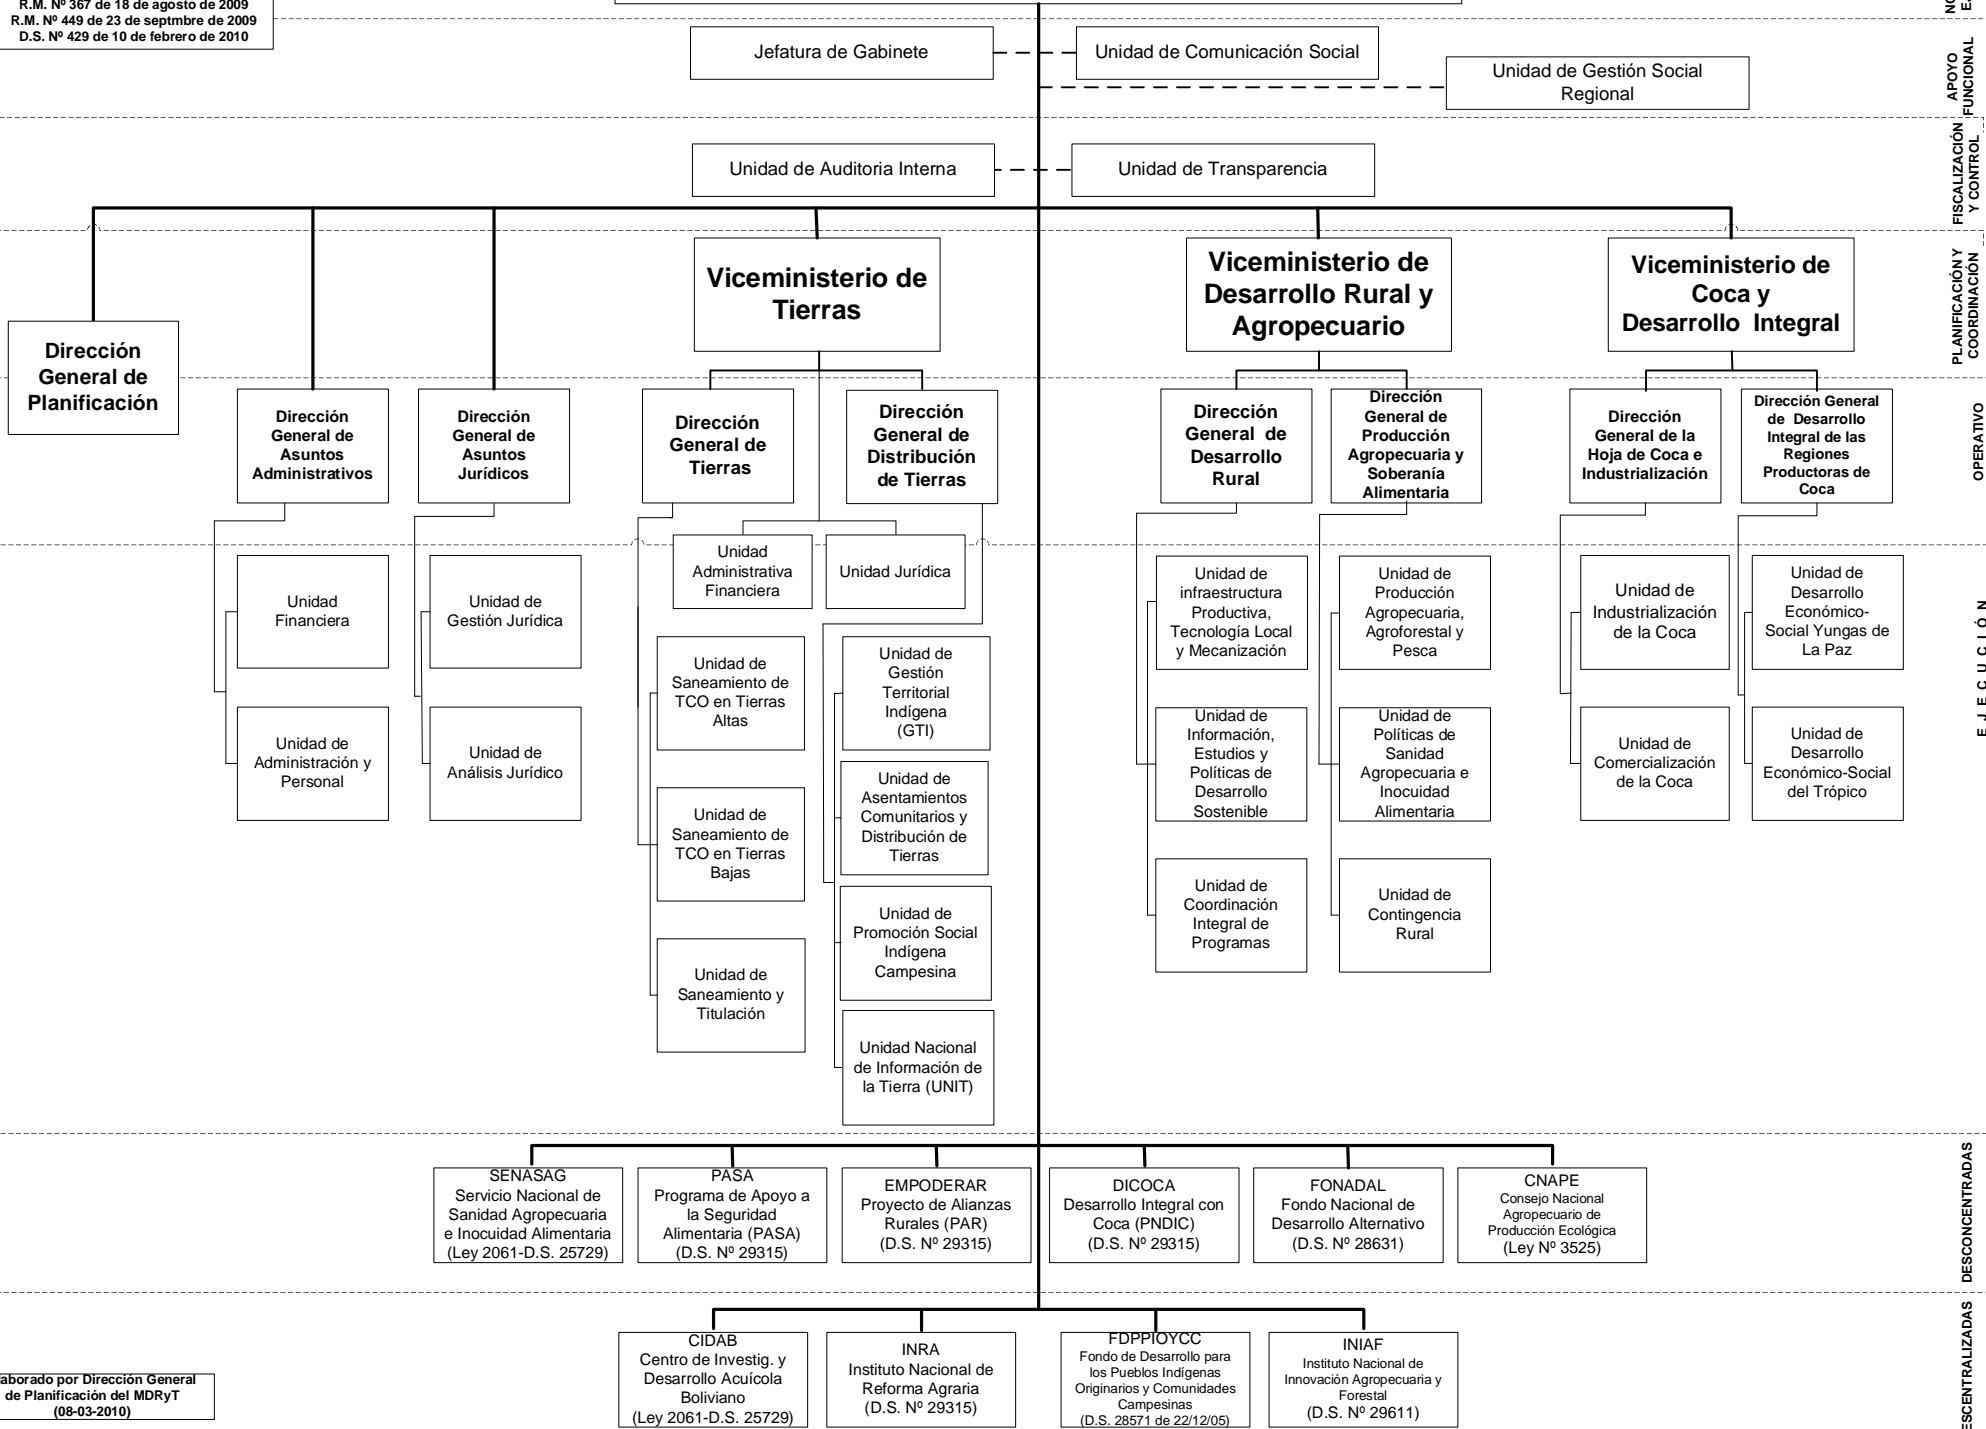 R.M. Nº 367 de 18 de agosto de 2009
R.M. Nº 449 de 23 de septmbre de 2009
D.S. Nº 429 de 10 de febrero de 2010
Jefatura de Gabinete
Unidad de Comunicación Social
Unidad de Gestión Social
Regional
APOYO
FUNCIONAL
Unidad de Auditoria Interna
Unidad de Transparencia
FISCALIZACIÓN
Y CONTROL
Viceministerio de
Tierras
Viceministerio de
Desarrollo Rural y
Agropecuario
Viceministerio de
Coca y
Desarrollo Integral
PLANIFICACIÓN Y
COORDINACIÓN
Dirección
General de
Planificación
Dirección
General de
Asuntos
Administrativos
Dirección
General de
Asuntos
Jurídicos
Dirección
General de
Tierras
Dirección
General de
Distribución
de Tierras
Dirección
General de
Desarrollo
Rural
Dirección
General de
Producción
Agropecuaria y
Soberanía
Alimentaria
Dirección
General de la
Hoja de Coca e
Industrialización
Dirección General
de Desarrollo
Integral de las
Regiones
Productoras de
Coca
OPERATIVO
Unidad
Administrativa
Financiera
Unidad Jurídica
Unidad
Financiera
Unidad de
Administración y
Personal
Unidad de
Gestión Jurídica
Unidad de
Análisis Jurídico
Unidad de
Saneamiento de
TCO en Tierras
Altas
Unidad de
Saneamiento de
TCO en Tierras
Bajas
Unidad de
Saneamiento y
Titulación
Unidad de
Gestión
Territorial
Indígena
(GTI)
Unidad de
Asentamientos
Comunitarios y
Distribución de
Tierras
Unidad de
Promoción Social
Indígena
Campesina
Unidad Nacional
de Información de
la Tierra (UNIT)
Unidad de
infraestructura
Productiva,
Tecnología Local
y Mecanización
Unidad de
Información,
Estudios y
Políticas de
Desarrollo
Sostenible
Unidad de
Coordinación
Integral de
Programas
Unidad de
Producción
Agropecuaria,
Agroforestal y
Pesca
Unidad de
Políticas de
Sanidad
Agropecuaria e
Inocuidad
Alimentaria
Unidad de
Contingencia
Rural
Unidad de
Industrialización
de la Coca
Unidad de
Comercialización
de la Coca
Unidad de
Desarrollo
Económico-
Social Yungas de
La Paz
Unidad de
Desarrollo
Económico-Social
del Trópico
E J E C U C I Ó N
SENASAG
Servicio Nacional de
Sanidad Agropecuaria
e Inocuidad Alimentaria
(Ley 2061-D.S. 25729)
PASA
Programa de Apoyo a
la Seguridad
Alimentaria (PASA)
(D.S. Nº 29315)
EMPODERAR
Proyecto de Alianzas
Rurales (PAR)
(D.S. Nº 29315)
DICOCA
Desarrollo Integral con
Coca (PNDIC)
(D.S. Nº 29315)
FONADAL
Fondo Nacional de
Desarrollo Alternativo
(D.S. Nº 28631)
CNAPE
Consejo Nacional
Agropecuario de
Producción Ecológica
(Ley Nº 3525)
DESCONCENTRADAS
CIDAB
Centro de Investig. y
Desarrollo Acuícola
Boliviano
(Ley 2061-D.S. 25729)
INRA
Instituto Nacional de
Reforma Agraria
(D.S. Nº 29315)
FDPPIOYCC
Fondo de Desarrollo para
los Pueblos Indígenas
Originarios y Comunidades
Campesinas
(D.S. 28571 de 22/12/05)
INIAF
Instituto Nacional de
Innovación Agropecuaria y
Forestal
(D.S. Nº 29611)
ESCENTRALIZADAS
aborado por Dirección General
de Planificación del MDRyT
(08-03-2010)